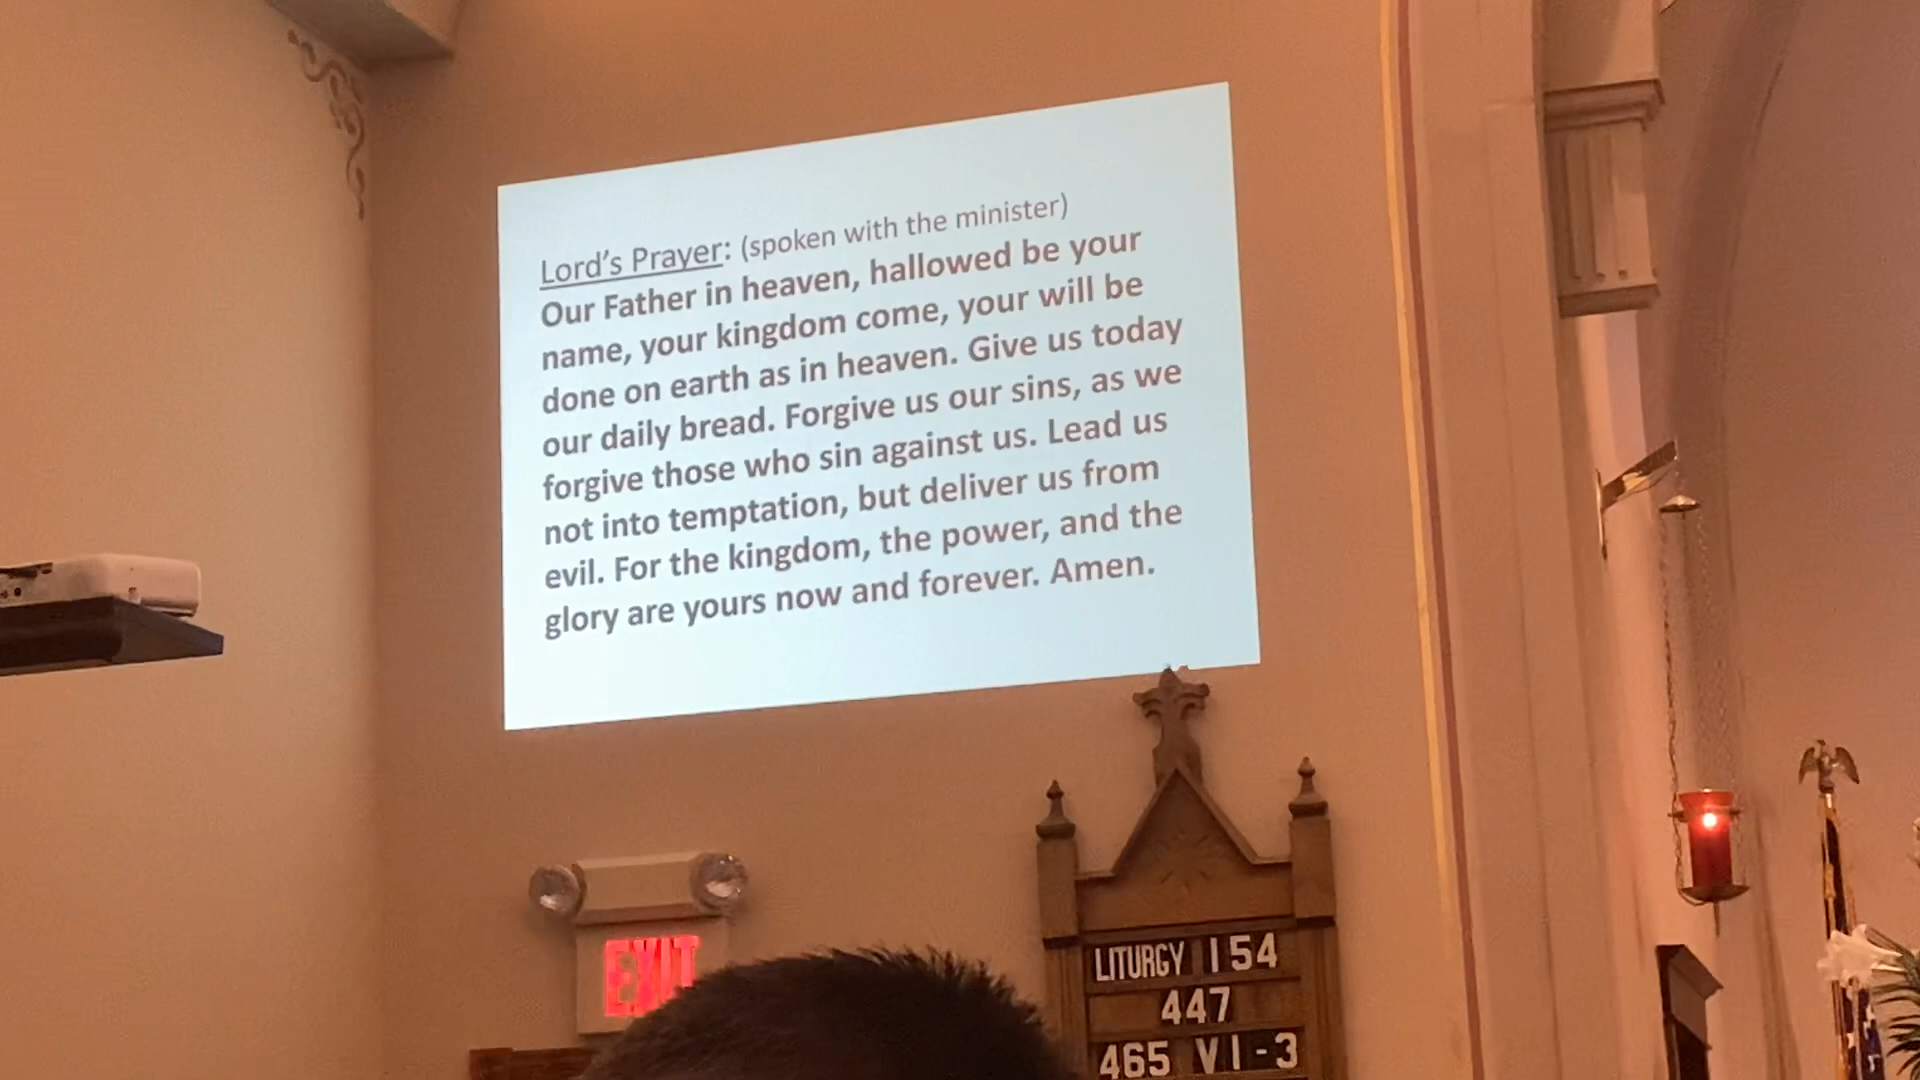 Lord's Prayer: (spoken with the minister)
Our Father in heaven, hallowed be your
name, your kingdom come, your will be
done on earth as in heaven. Give us today
our daily bread. Forgive us our sins, as we
forgive those who sin against us. Lead us
not into temptation, but deliver us from
evil. For the kingdom, the power, and the
glory are yours now and forever. Amen.
EXIT
LITURGY 154
447
465 VI-3